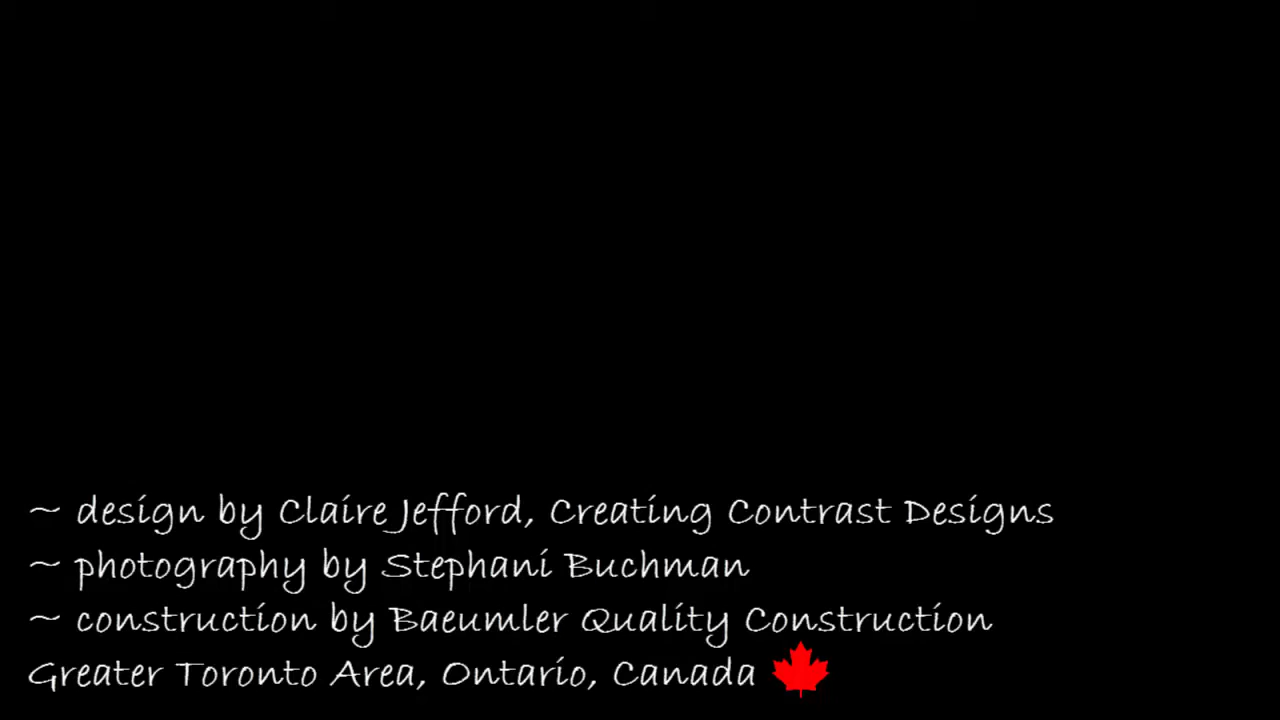 ~ design by Claire Jefford, Creating Contrast Designs
~ photography by Stephani Buchman
~ construction by Baeumler Quality Construction
Greater Toronto Area, Ontario, Canada